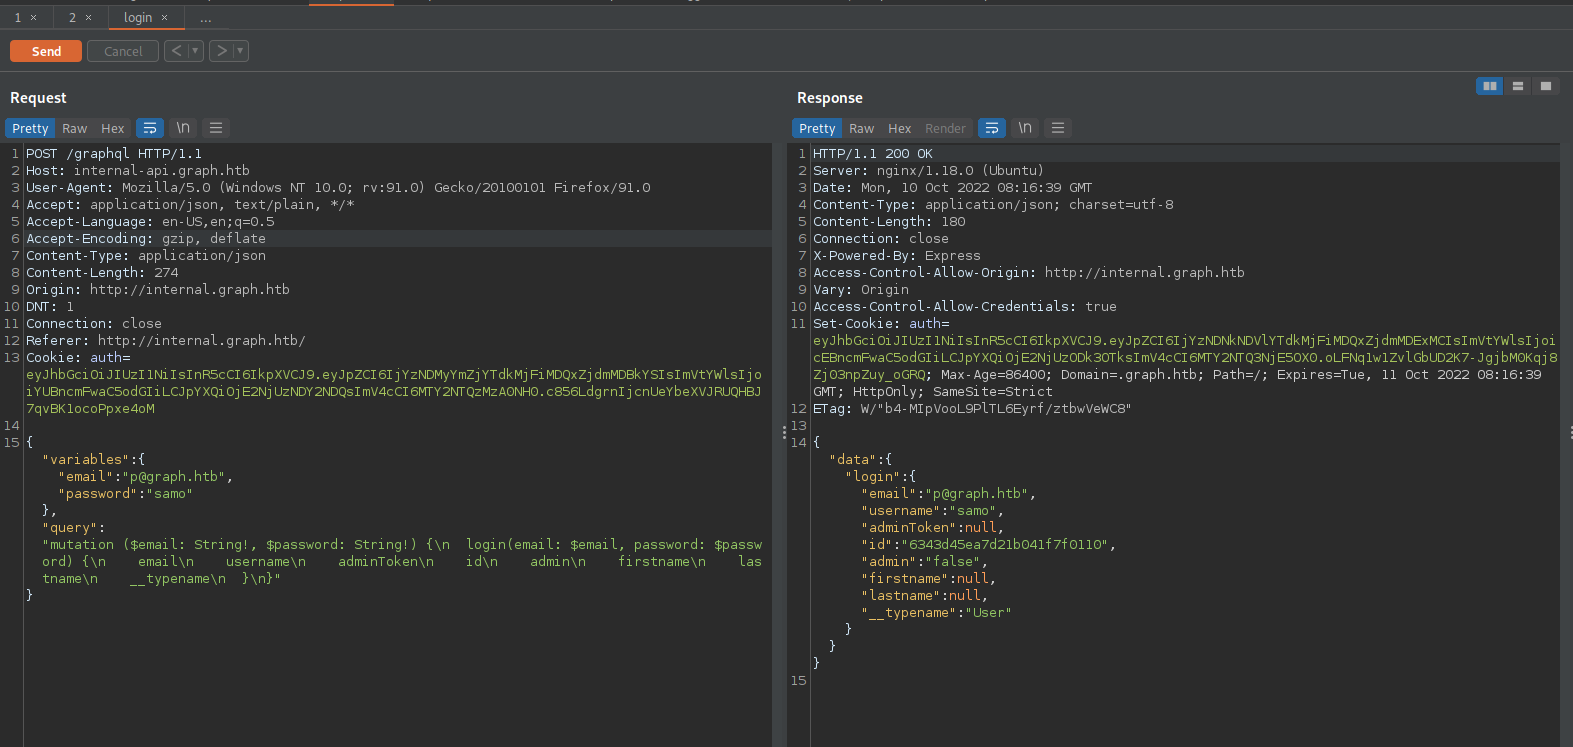 1 × 2 × login × ...
Send Cancel < ▾ > ▾
Request
Pretty Raw Hex \n
1 POST /graphql HTTP/1.1
2 Host: internal-api.graph.htb
3 User-Agent: Mozilla/5.0 (Windows NT 10.0; rv:91.0) Gecko/20100101 Firefox/91.0
4 Accept: application/json, text/plain, */*
5 Accept-Language: en-US,en;q=0.5
6 Accept-Encoding: gzip, deflate
7 Content-Type: application/json
8 Content-Length: 274
9 Origin: http://internal.graph.htb
10 DNT: 1
11 Connection: close
12 Referer: http://internal.graph.htb/
13 Cookie: auth=
eyJhbGciOiJIUzI1NiIsInR5cCI6IkpXVCJ9.eyJpZCI6IjYzNDMyYmZjYTdkMjFiMDQxZjdmMDBkYSIsImVtYWlsIjoi
YUBncmFwaC5odGIiLCJpYXQiOjE2NjUzNDY2NDQsImV4cCI6MTY2NTQzMzA0NH0.c856LdgrnIjcnUeYbeXVJRUQHBJ
7qvBK1ocoPpxe4oM
14
15 {
"variables":{
"email":"p@graph.htb",
"password":"samo"
},
"query":
"mutation ($email: String!, $password: String!) {\n  login(email: $email, password: $passw
ord) {\n    email\n    username\n    adminToken\n    id\n    admin\n    firstname\n    las
tname\n    __typename\n  }\n}"
}
Response
Pretty Raw Hex Render \n
1 HTTP/1.1 200 OK
2 Server: nginx/1.18.0 (Ubuntu)
3 Date: Mon, 10 Oct 2022 08:16:39 GMT
4 Content-Type: application/json; charset=utf-8
5 Content-Length: 180
6 Connection: close
7 X-Powered-By: Express
8 Access-Control-Allow-Origin: http://internal.graph.htb
9 Vary: Origin
10 Access-Control-Allow-Credentials: true
11 Set-Cookie: auth=
eyJhbGciOiJIUzI1NiIsInR5cCI6IkpXVCJ9.eyJpZCI6IjYzNDNkNDVlYTdkMjFiMDQxZjdmMDExMCIsImVtYWlsIjoi
cEBncmFwaC5odGIiLCJpYXQiOjE2NjUzODk3OTksImV4cCI6MTY2NTQ3NjE5OX0.oLFNq1w1ZvlGbUD2K7-JgjbM0Kqj8
Zj03npZuy_oGRQ; Max-Age=86400; Domain=.graph.htb; Path=/; Expires=Tue, 11 Oct 2022 08:16:39
GMT; HttpOnly; SameSite=Strict
12 ETag: W/"b4-MIpVooL9PlTL6Eyrf/ztbwVeWC8"
13
14 {
"data":{
"login":{
"email":"p@graph.htb",
"username":"samo",
"adminToken":null,
"id":"6343d45ea7d21b041f7f0110",
"admin":"false",
"firstname":null,
"lastname":null,
"__typename":"User"
}
}
}
15